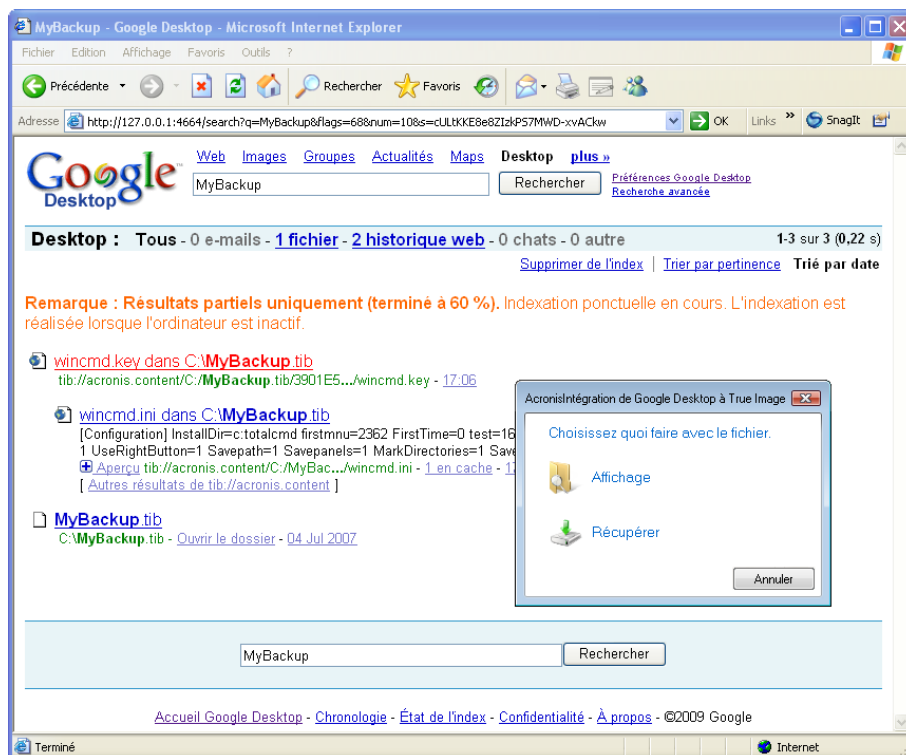 MyBackup - Google Desktop - Microsoft Internet Explorer
Fichier Edition Affichage Favoris Outils ?
Précédente Rechercher Favoris
Adresse http://127.0.0.1:4664/search?q=MyBackup&flags=68&num=10&s=cULtKKE8e8ZIzkPS7MWD-xvACkw OK Links » SnagIt
Google Desktop
Web Images Groupes Actualités Maps Desktop plus »
MyBackup Rechercher Préférences Google Desktop
Recherche avancée
Desktop : Tous - 0 e-mails - 1 fichier - 2 historique web - 0 chats - 0 autre 1-3 sur 3 (0,22 s)
Supprimer de l'index | Trier par pertinence Trié par date
Remarque : Résultats partiels uniquement (terminé à 60 %). Indexation ponctuelle en cours. L'indexation est
réalisée lorsque l'ordinateur est inactif.
wincmd.key dans C:\MyBackup.tib
tib://acronis.content/C:/MyBackup.tib/3901E5.../wincmd.key - 17:06
wincmd.ini dans C:\MyBackup.tib
[Configuration] InstallDir=c:totalcmd firstmnu=2362 FirstTime=0 test=16
1 UseRightButton=1 Savepath=1 Savepanels=1 MarkDirectories=1 Save
Aperçu tib://acronis.content/C:/MyBac.../wincmd.ini - 1 en cache - 17
[ Autres résultats de tib://acronis.content ]
MyBackup.tib
C:\MyBackup.tib - Ouvrir le dossier - 04 Jul 2007
AcronisIntégration de Google Desktop à True Image
Choisissez quoi faire avec le fichier.
Affichage
Récupérer
Annuler
MyBackup Rechercher
Accueil Google Desktop - Chronologie - État de l'index - Confidentialité - À propos - ©2009 Google
Terminé Internet